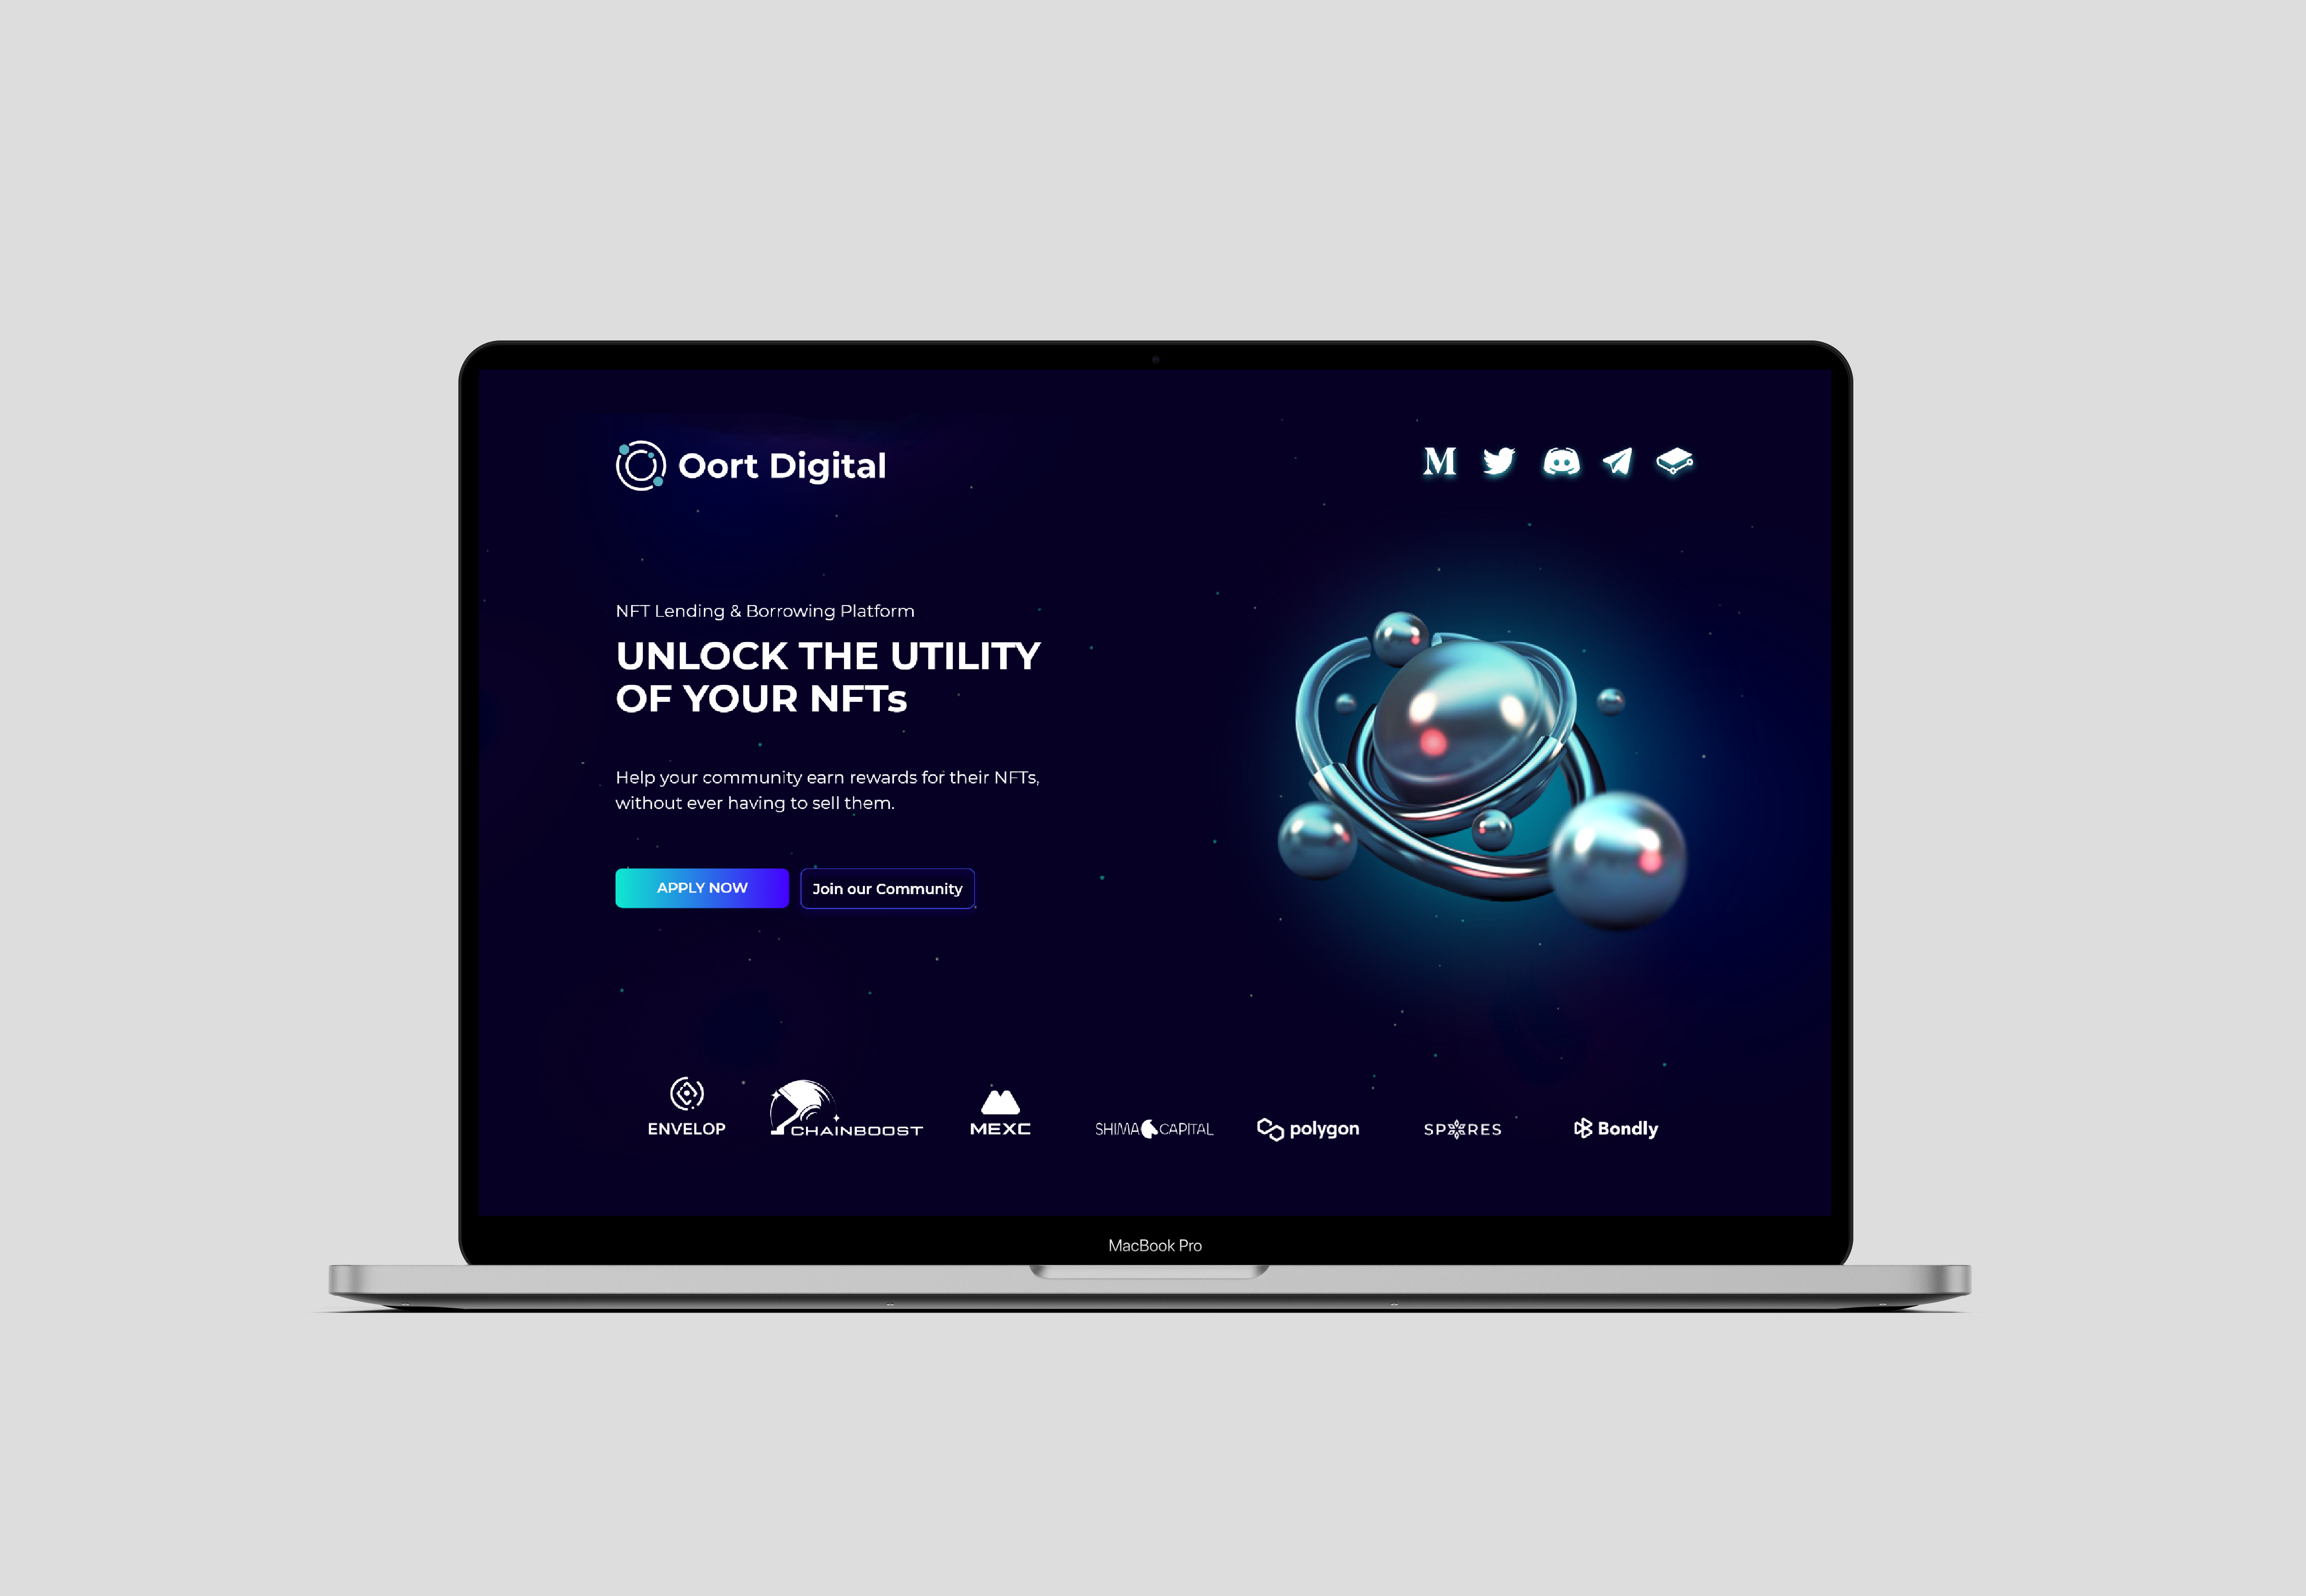 Oort Digital
M
NFT Lending & Borrowing Platform
UNLOCK THE UTILITY
OF YOUR NFTs
Help your community earn rewards for their NFTs,
without ever having to sell them.
APPLY NOW
Join our Community
ENVELOP
CHAINBOOST
MEXC
SHIMA CAPITAL
polygon
SPORES
Bondly
MacBook Pro